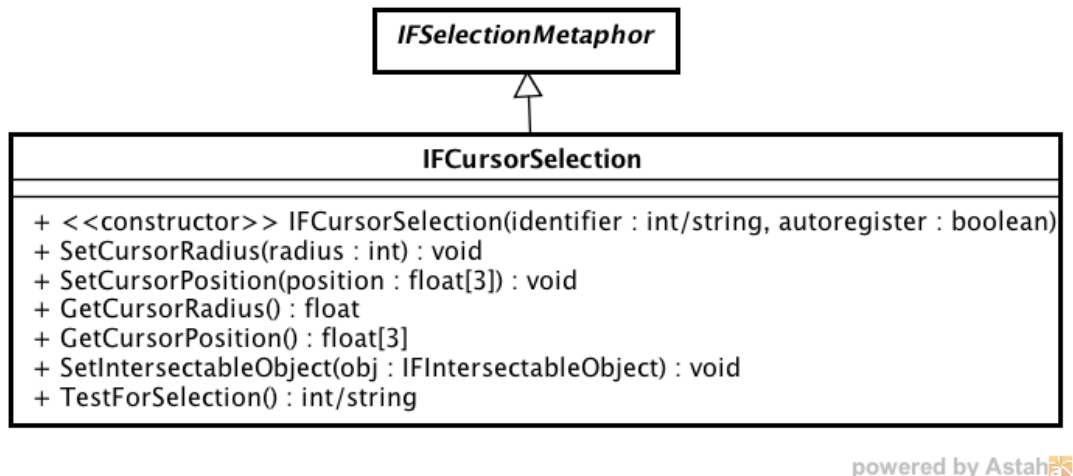 IFSelectionMetaphor
IFCursorSelection
+ <<constructor>> IFCursorSelection(identifier : int/string, autoregister : boolean)
+ SetCursorRadius(radius : int) : void
+ SetCursorPosition(position : float[3]) : void
+ GetCursorRadius() : float
+ GetCursorPosition() : float[3]
+ SetIntersectableObject(obj : IFIntersectableObject) : void
+ TestForSelection() : int/string
powered by Astah